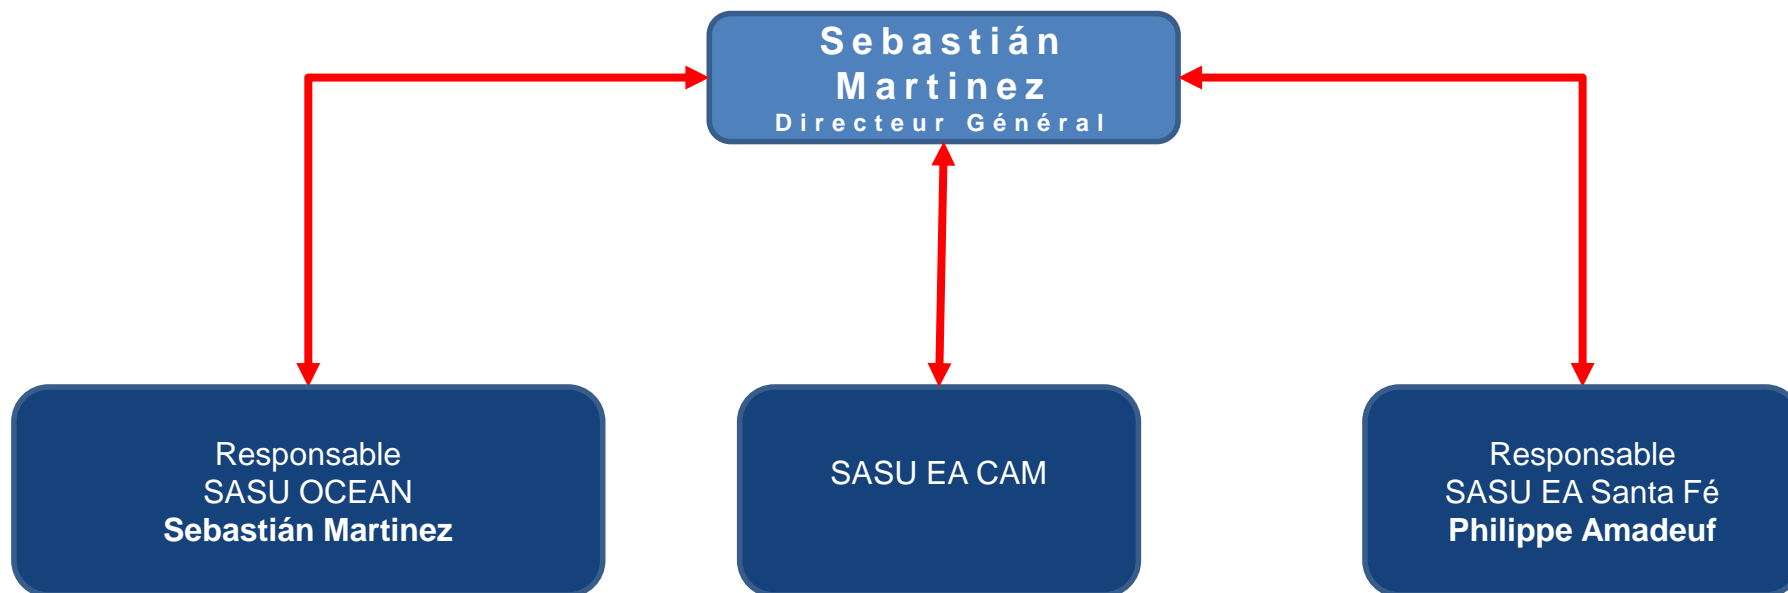 Sebastián
Martinez
Directeur Général
Responsable
SASU OCEAN
Sebastián Martinez
SASU EA CAM
Responsable
SASU EA Santa Fé
Philippe Amadeuf